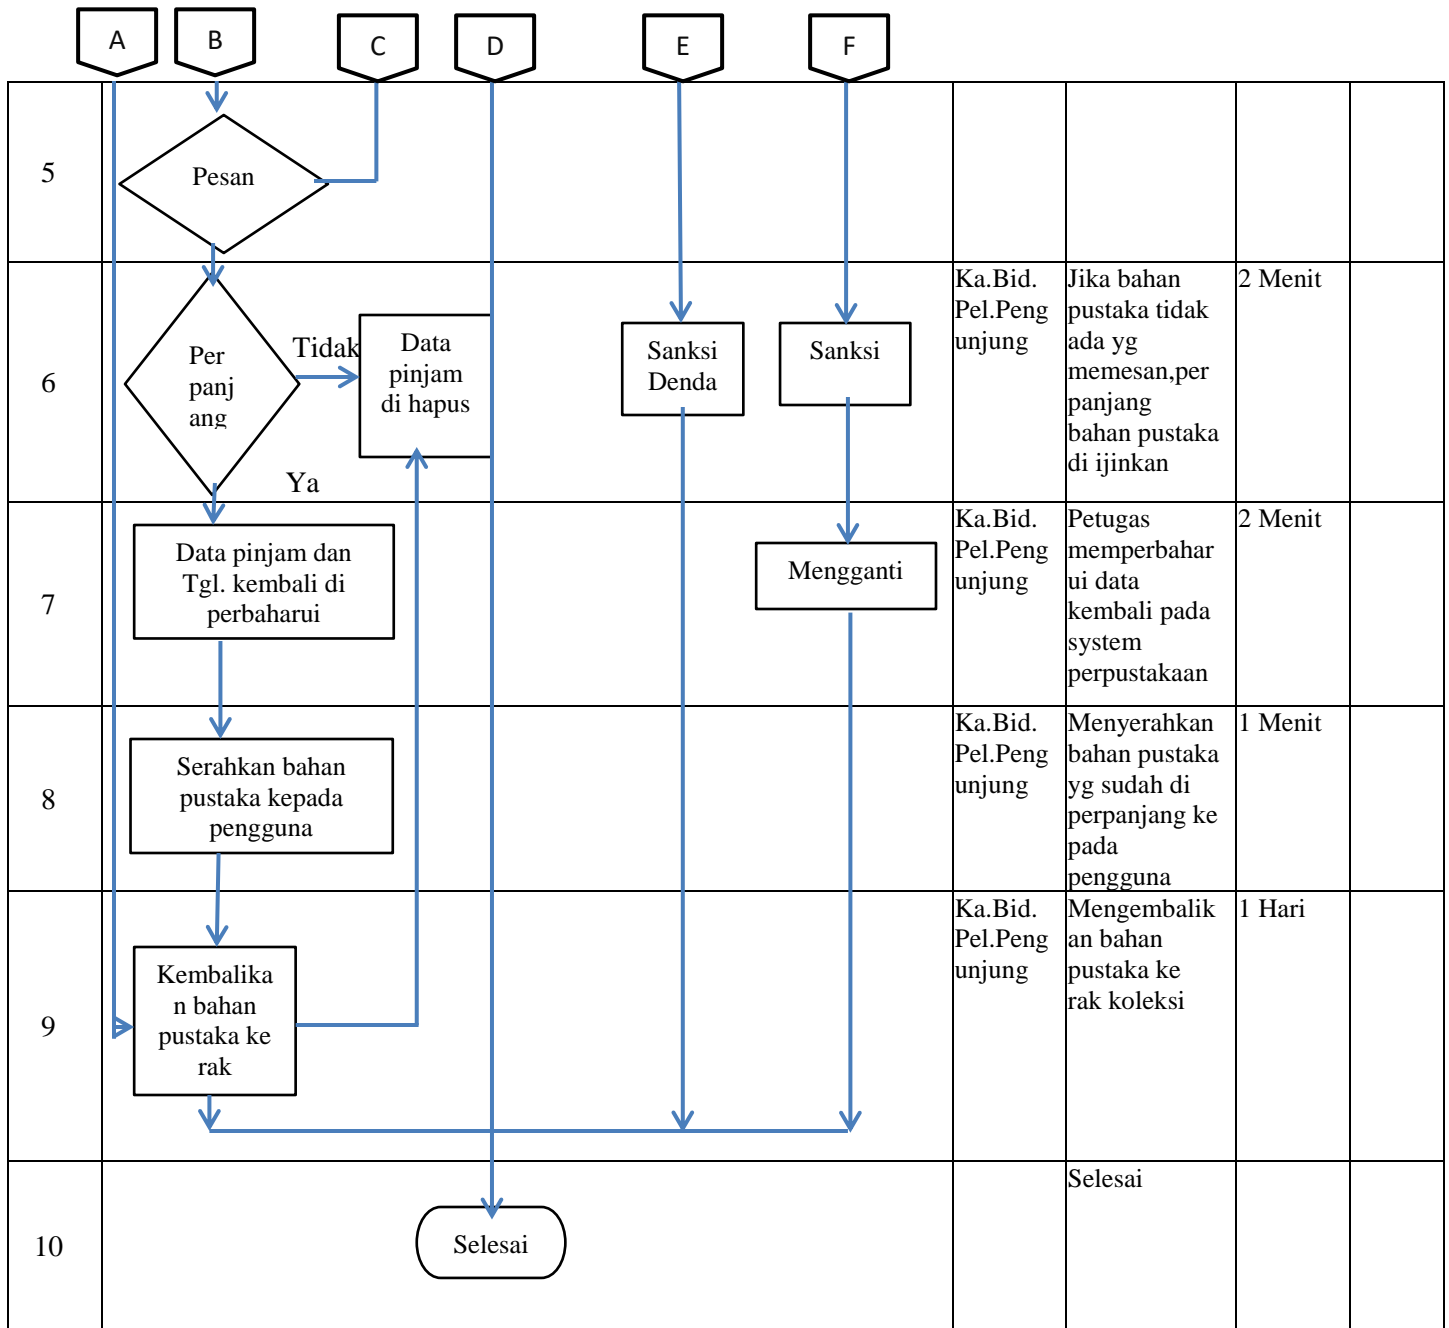 A
B
C
D
E
F
5
Pesan
6
Per
panj
ang
Tidak
Ya
Data
pinjam
di hapus
Sanksi
Denda
Sanksi
Ka.Bid.
Pel.Peng
unjung
Jika bahan
pustaka tidak
ada yg
memesan,per
panjang
bahan pustaka
di ijinkan
2 Menit
7
Data pinjam dan
Tgl. kembali di
perbaharui
Mengganti
Ka.Bid.
Pel.Peng
unjung
Petugas
memperbahar
ui data
kembali pada
system
perpustakaan
2 Menit
8
Serahkan bahan
pustaka kepada
pengguna
Ka.Bid.
Pel.Peng
unjung
Menyerahkan
bahan pustaka
yg sudah di
perpanjang ke
pada
pengguna
1 Menit
9
Kembalika
n bahan
pustaka ke
rak
Ka.Bid.
Pel.Peng
unjung
Mengembalik
an bahan
pustaka ke
rak koleksi
1 Hari
10
Selesai
Selesai